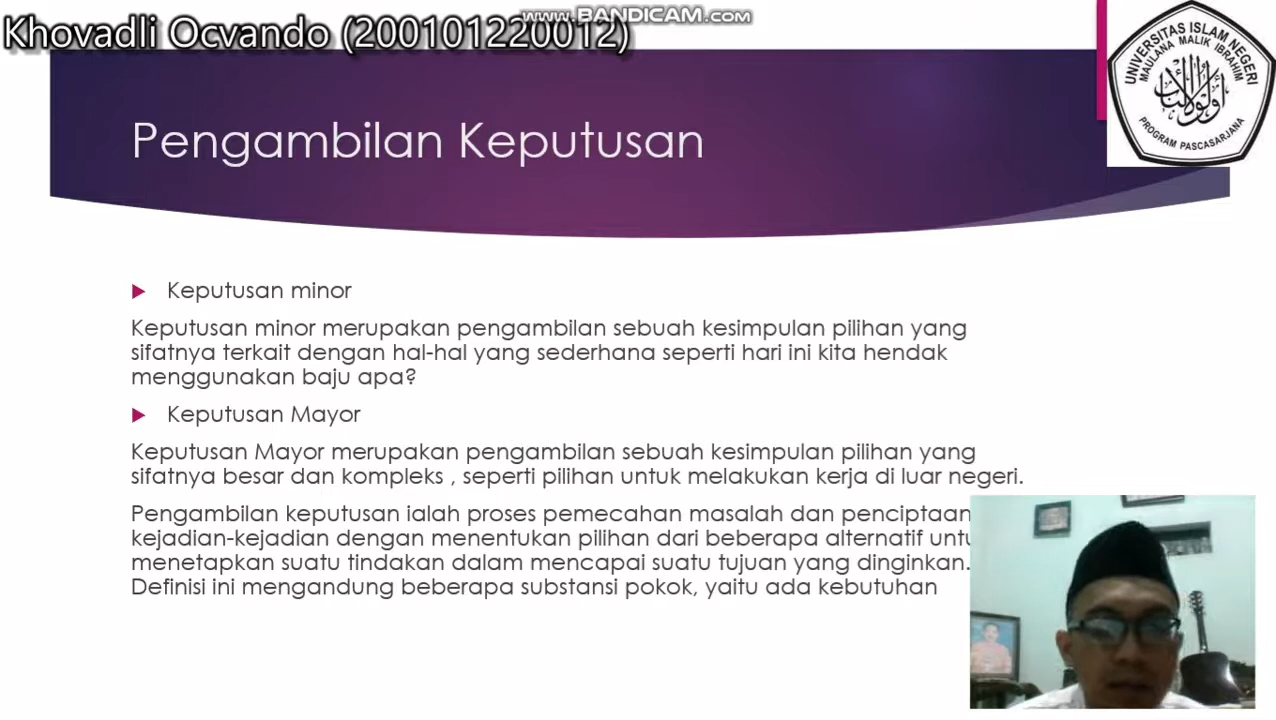 www.BANDICAM.com
Khovadli Ocvando (200101220012)
UNIVERSITAS ISLAM NEGERI
MAULANA MALIK IBRAHIM
PROGRAM PASCASARJANA
Pengambilan Keputusan
Keputusan minor
Keputusan minor merupakan pengambilan sebuah kesimpulan pilihan yang
sifatnya terkait dengan hal-hal yang sederhana seperti hari ini kita hendak
menggunakan baju apa?
Keputusan Mayor
Keputusan Mayor merupakan pengambilan sebuah kesimpulan pilihan yang
sifatnya besar dan kompleks , seperti pilihan untuk melakukan kerja di luar negeri.
Pengambilan keputusan ialah proses pemecahan masalah dan penciptaan
kejadian-kejadian dengan menentukan pilihan dari beberapa alternatif
menetapkan suatu tindakan dalam mencapai suatu tujuan yang dinginkan.
Definisi ini mengandung beberapa substansi pokok, yaitu ada kebutuhan